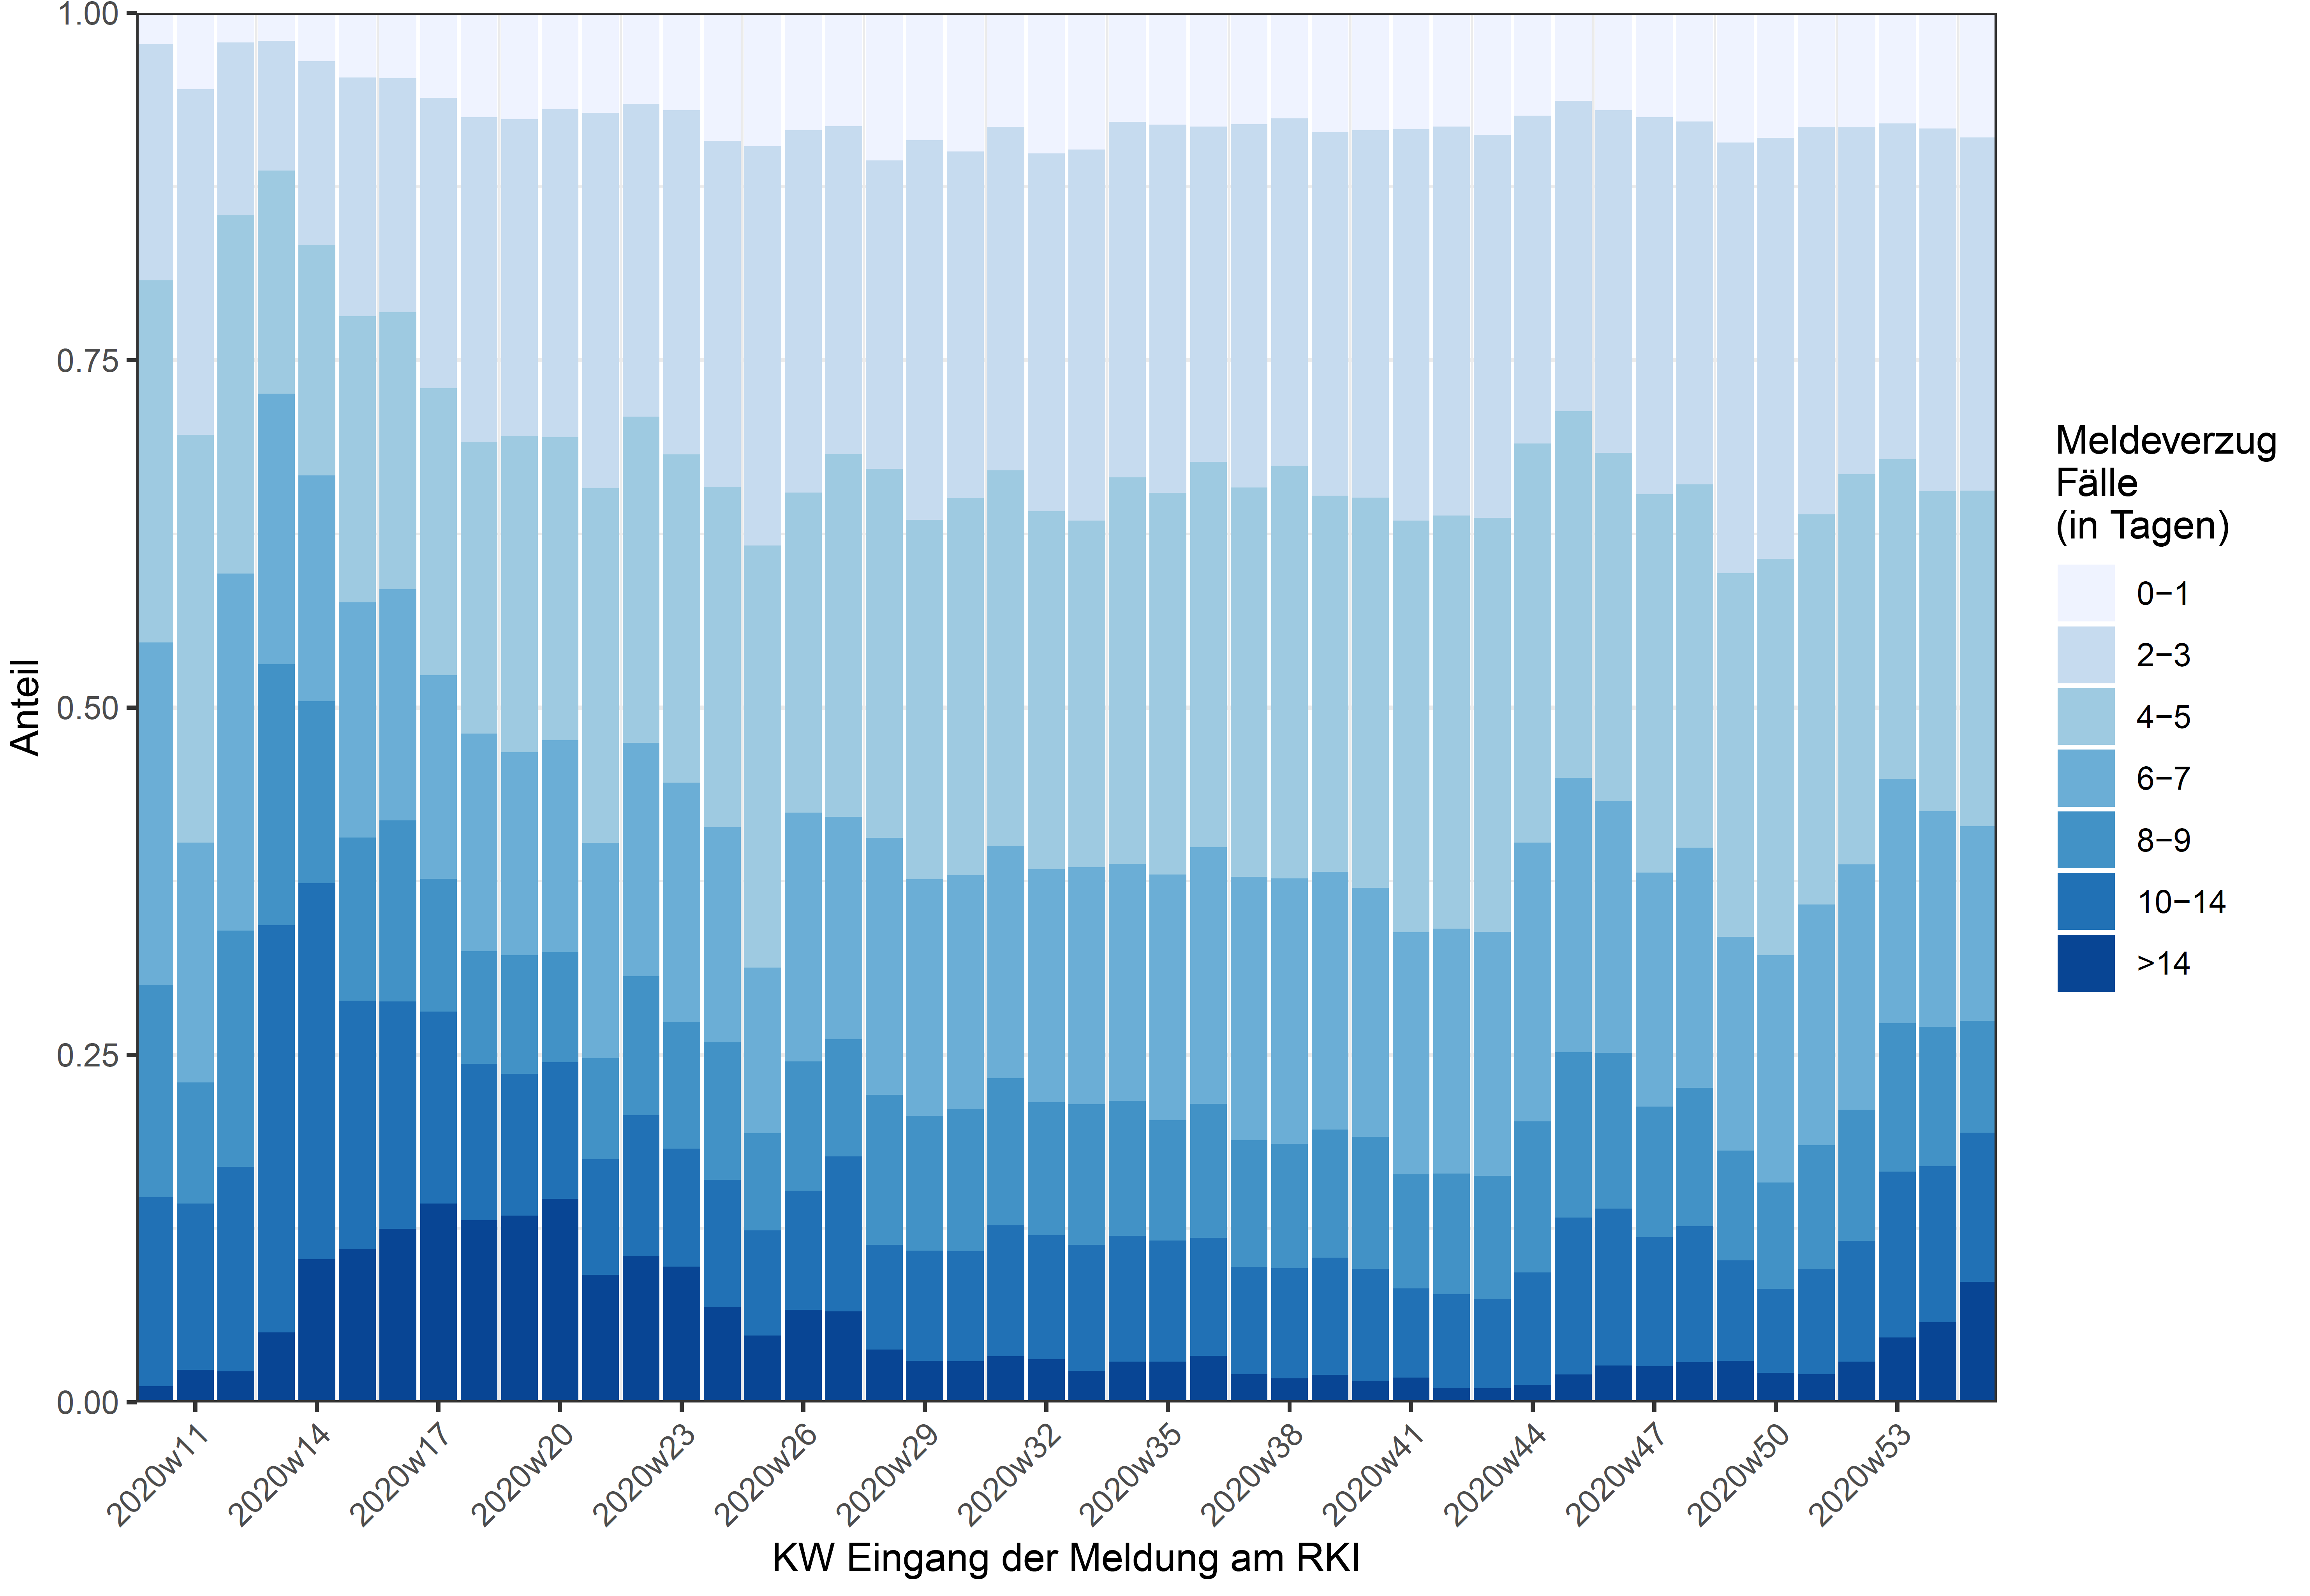 1.00
0.75
0.50
0.25
0.00
Anteil
2020w11
2020w14
2020w17
2020w20
2020w23
2020w26
2020w29
2020w32
2020w35
2020w38
2020w41
2020w44
2020w47
2020w50
2020w53
KW Eingang der Meldung am RKI
Meldeverzug
Fälle
(in Tagen)
0−1
2−3
4−5
6−7
8−9
10−14
>14